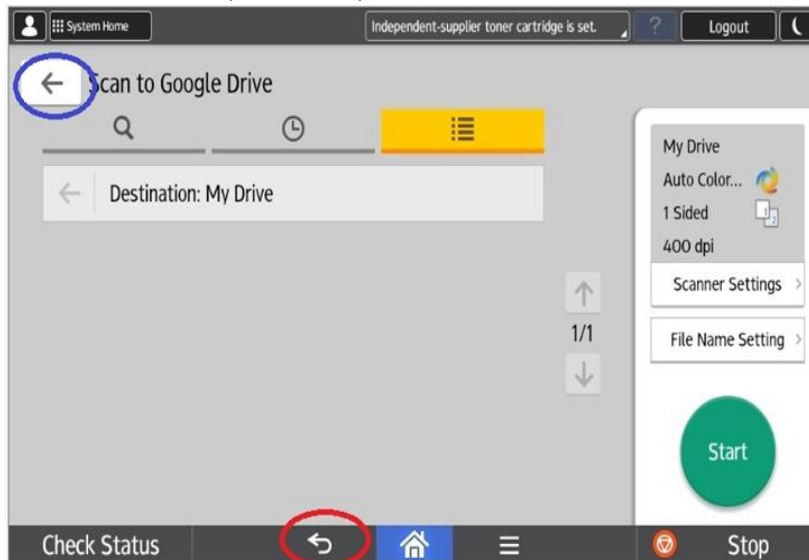 System Home
Independent-supplier toner cartridge is set.
?
Logout
Scan to Google Drive
Destination: My Drive
1/1
My Drive
Auto Color...
1 Sided
400 dpi
Scanner Settings >
File Name Setting >
Start
Check Status
Stop